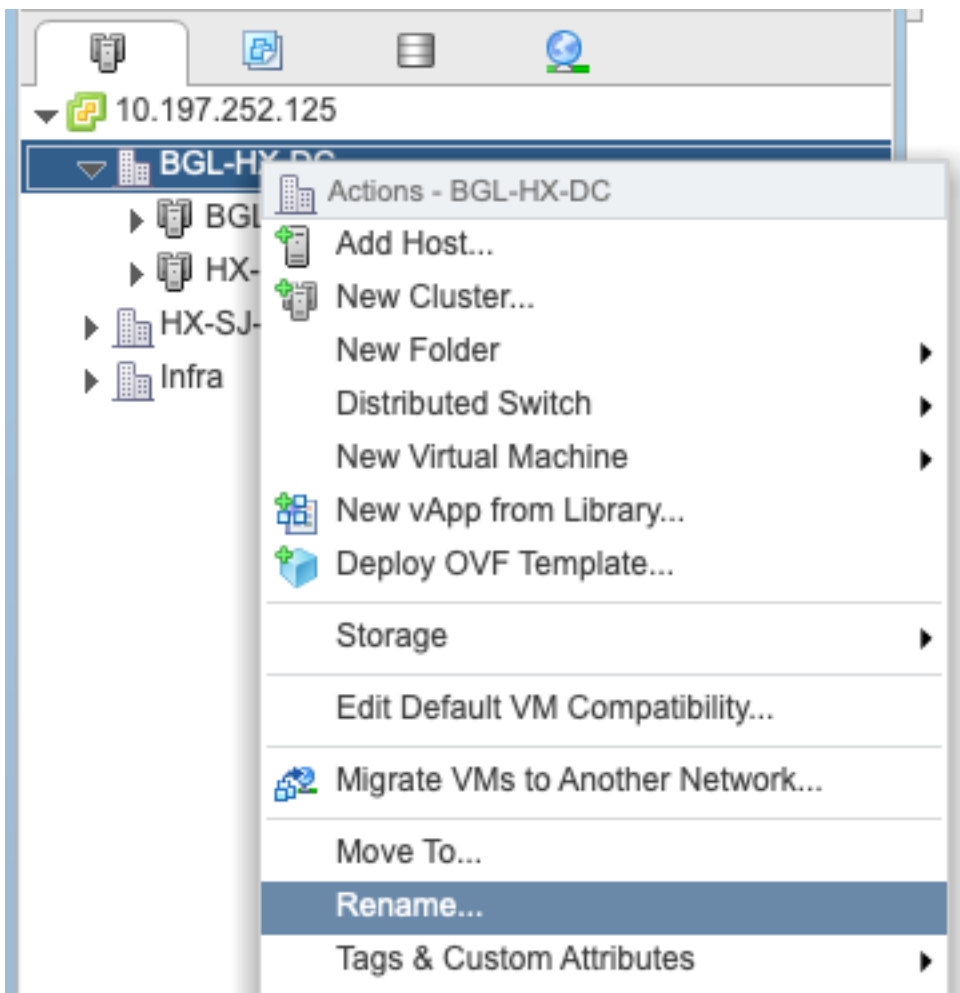 10.197.252.125
BGL-HX-DC
Actions - BGL-HX-DC
BGL
Add Host...
HX-
New Cluster...
HX-SJ-
New Folder
Infra
Distributed Switch
New Virtual Machine
New vApp from Library...
Deploy OVF Template...
Storage
Edit Default VM Compatibility...
Migrate VMs to Another Network...
Move To...
Rename...
Tags & Custom Attributes